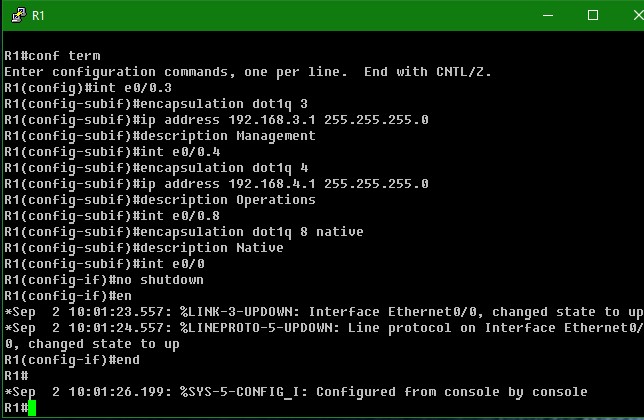 R1
R1#conf term
Enter configuration commands, one per line.  End with CNTL/Z.
R1(config)#int e0/0.3
R1(config-subif)#encapsulation dot1q 3
R1(config-subif)#ip address 192.168.3.1 255.255.255.0
R1(config-subif)#description Management
R1(config-subif)#int e0/0.4
R1(config-subif)#encapsulation dot1q 4
R1(config-subif)#ip address 192.168.4.1 255.255.255.0
R1(config-subif)#description Operations
R1(config-subif)#int e0/0.8
R1(config-subif)#encapsulation dot1q 8 native
R1(config-subif)#description Native
R1(config-subif)#int e0/0
R1(config-if)#no shutdown
R1(config-if)#en
*Sep  2 10:01:23.557: %LINK-3-UPDOWN: Interface Ethernet0/0, changed state to up
*Sep  2 10:01:24.557: %LINEPROTO-5-UPDOWN: Line protocol on Interface Ethernet0/
0, changed state to up
R1(config-if)#end
R1#
*Sep  2 10:01:26.199: %SYS-5-CONFIG_I: Configured from console by console
R1#